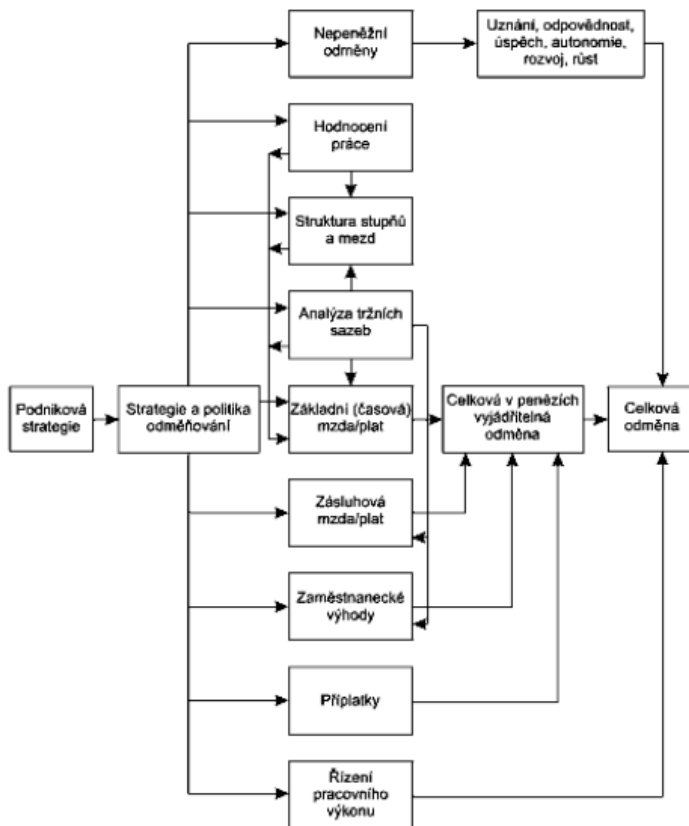 Nepeněžní
odměny
Uznání, odpovědnost,
úspěch, autonomie,
rozvoj, růst
Hodnocení
práce
Struktura stupňů
a mezd
Analýza tržních
sazeb
Podniková
strategie
Strategie a politika
odměňování
Základní (časová)
mzda/plat
Celková v penězích
vyjádřitelná
odměna
Celková
odměna
Zásluhová
mzda/plat
Zaměstnanecké
výhody
Příplatky
Řízení
pracovního
výkonu